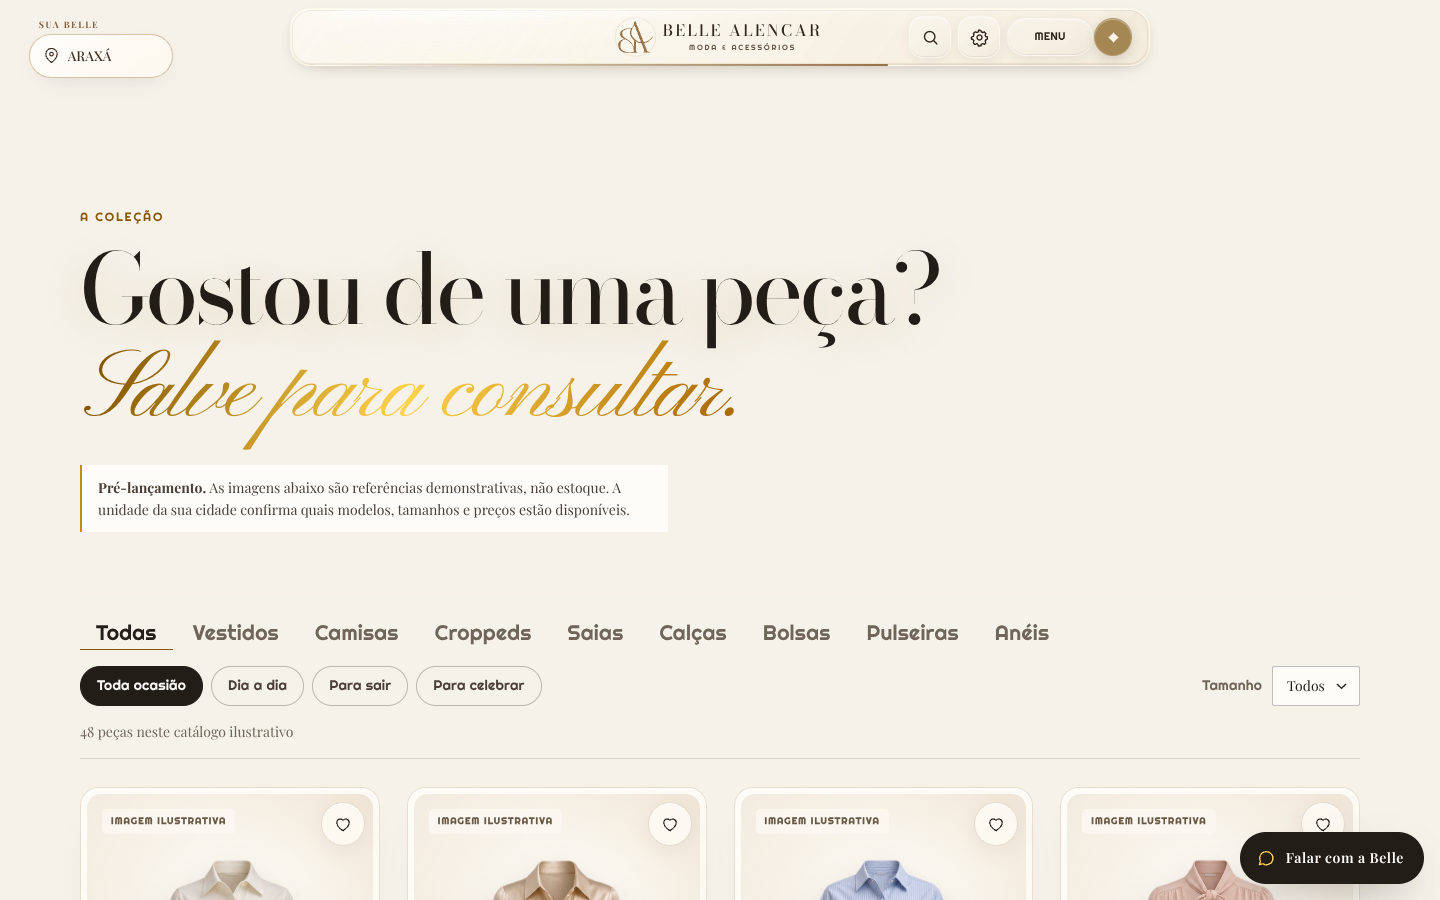 SUA BELLE
ARAXÁ
BELLE ALENCAR
MODA & ACESSÓRIOS
MENU
A COLEÇÃO
Gostou de uma peça?
Salve para consultar.
Pré-lançamento. As imagens abaixo são referências demonstrativas, não estoque. A
unidade da sua cidade confirma quais modelos, tamanhos e preços estão disponíveis.
Todas Vestidos Camisas Croppeds Saias Calças Bolsas Pulseiras Anéis
Toda ocasião Dia a dia Para sair Para celebrar Tamanho Todos
48 peças neste catálogo ilustrativo
IMAGEM ILUSTRATIVA IMAGEM ILUSTRATIVA IMAGEM ILUSTRATIVA IMAGEM ILUSTRATIVA
Falar com a Belle